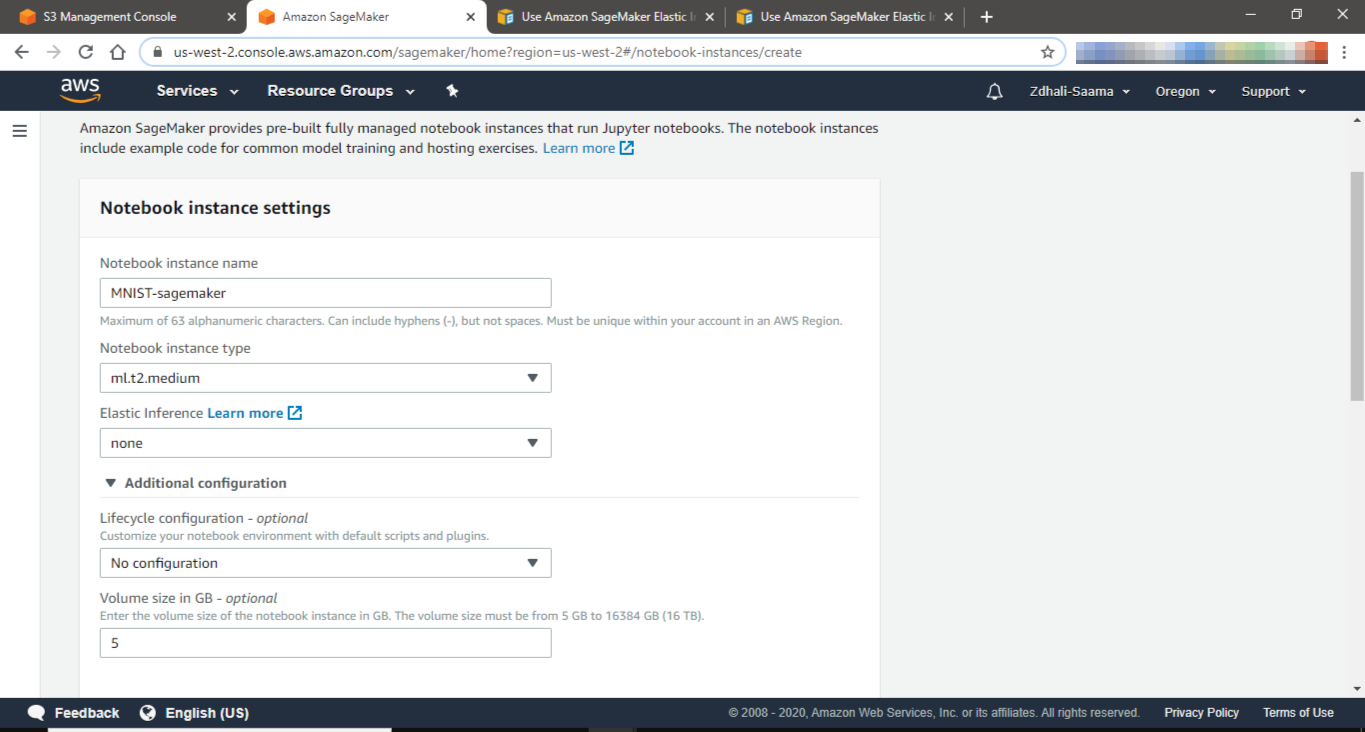 S3 Management Console
Amazon SageMaker
Use Amazon SageMaker Elastic
Use Amazon SageMaker Elastic
us-west-2.console.aws.amazon.com/sagemaker/home?region=us-west-2#/notebook-instances/create
aws
Services
Resource Groups
Zdhali-Saama
Oregon
Support
Amazon SageMaker provides pre-built fully managed notebook instances that run Jupyter notebooks. The notebook instances
include example code for common model training and hosting exercises. Learn more
Notebook instance settings
Notebook instance name
MNIST-sagemaker
Maximum of 63 alphanumeric characters. Can include hyphens (-), but not spaces. Must be unique within your account in an AWS Region.
Notebook instance type
ml.t2.medium
Elastic Inference Learn more
none
Additional configuration
Lifecycle configuration - optional
Customize your notebook environment with default scripts and plugins.
No configuration
Volume size in GB - optional
Enter the volume size of the notebook instance in GB. The volume size must be from 5 GB to 16384 GB (16 TB).
5
Feedback
English (US)
© 2008 - 2020, Amazon Web Services, Inc. or its affiliates. All rights reserved.
Privacy Policy
Terms of Use